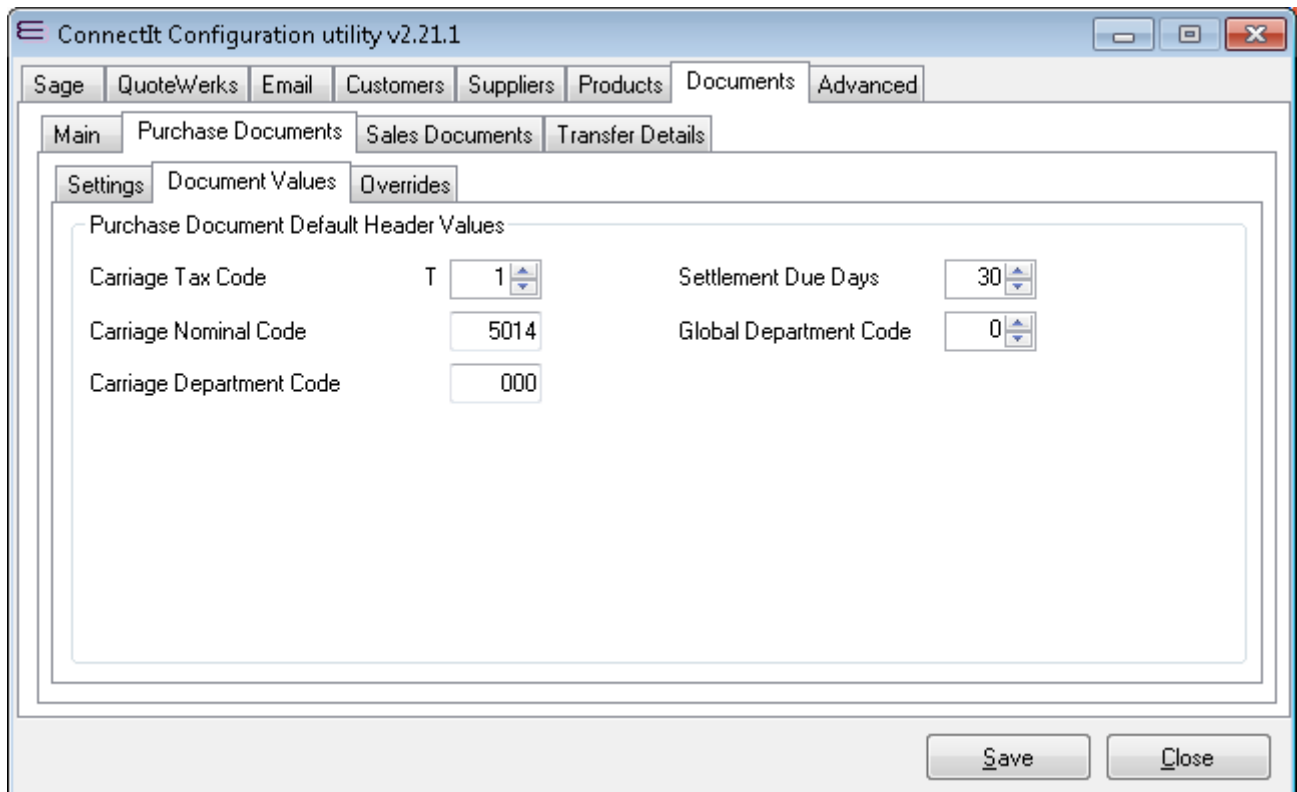 ConnectIt Configuration utility v2.21.1
Sage QuoteWerks Email Customers Suppliers Products Documents Advanced
Main Purchase Documents Sales Documents Transfer Details
Settings Document Values Overrides
Purchase Document Default Header Values
Carriage Tax Code T 1 Settlement Due Days 30
Carriage Nominal Code 5014 Global Department Code 0
Carriage Department Code 000
Save Close